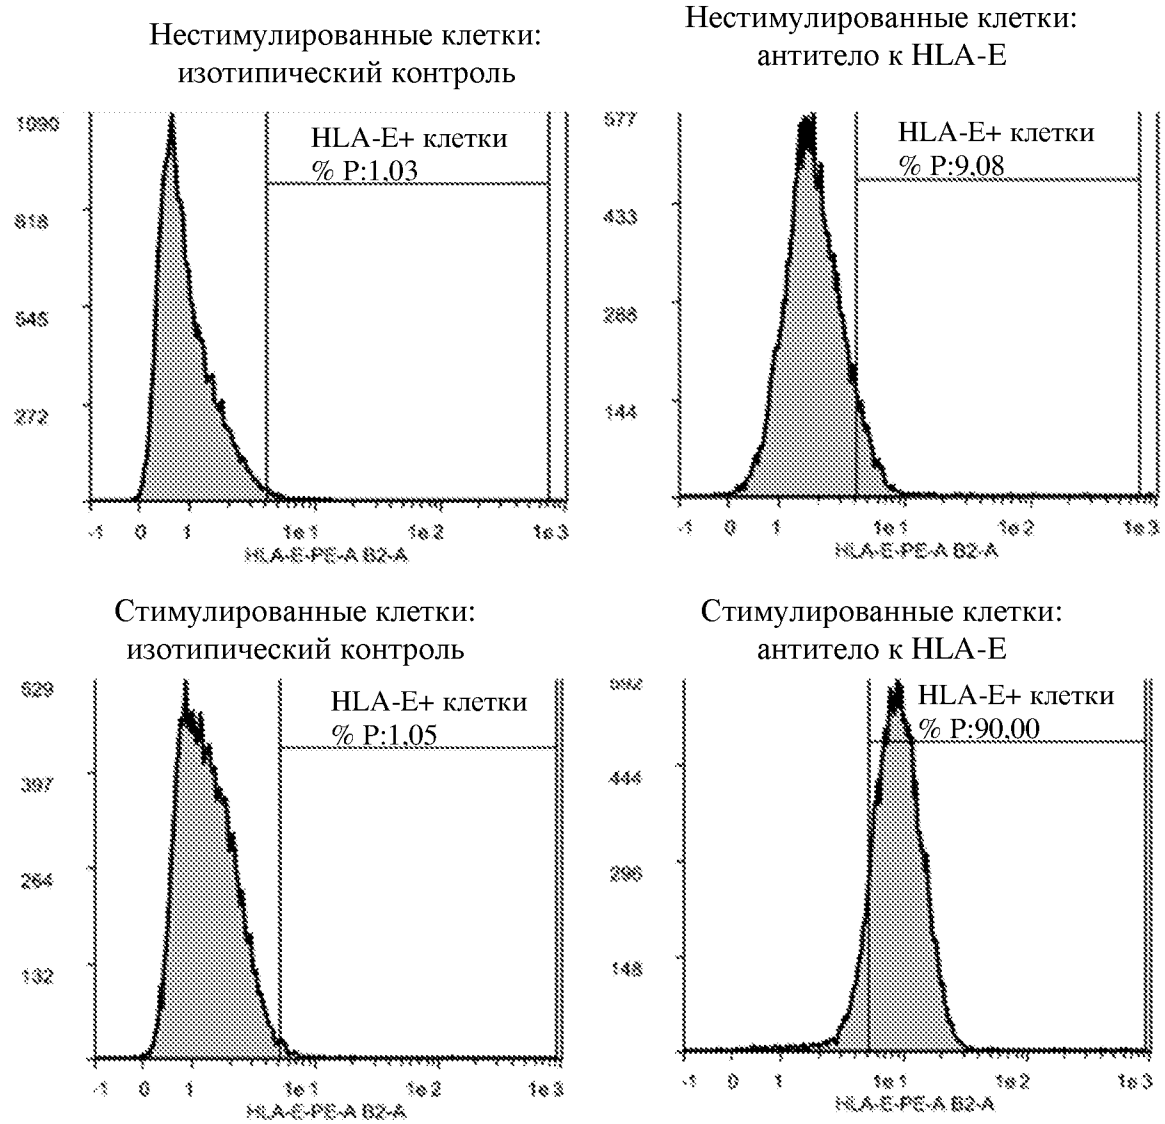 Нестимулированные клетки:
изотипический контроль
1090
HLA-E+ клетки
% P:1,03
818
545
272
-1 0 1 1e1 1e2 1e3
HLA-E-PE-A B2-A
Нестимулированные клетки:
антитело к HLA-E
577
HLA-E+ клетки
% P:9,08
433
288
144
-1 0 1 1e1 1e2 1e3
HLA-E-PE-A B2-A
Стимулированные клетки:
изотипический контроль
529
HLA-E+ клетки
% P:1,05
397
264
132
-1 0 1 1e1 1e2 1e3
HLA-E-PE-A B2-A
Стимулированные клетки:
антитело к HLA-E
592
HLA-E+ клетки
% P:90,00
444
296
148
-1 0 1 1e1 1e2 1e3
HLA-E-PE-A B2-A